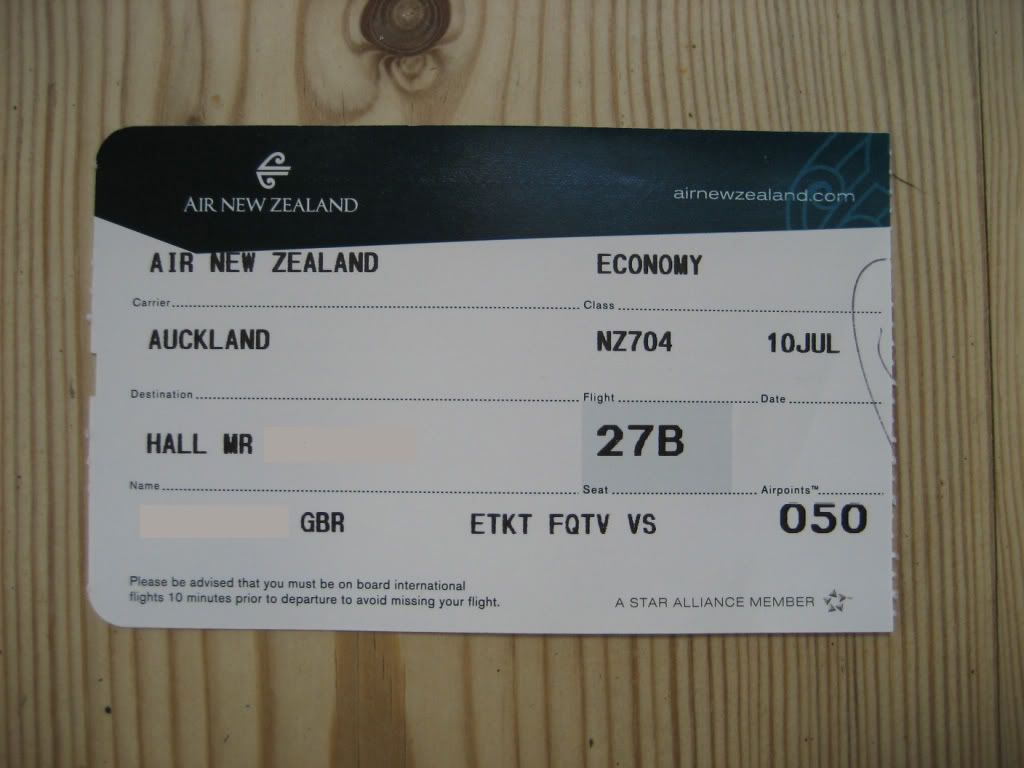 AIR NEW ZEALAND
airnewzealand.com
AIR NEW ZEALAND ECONOMY
Carrier Class
AUCKLAND NZ704 10JUL
Destination Flight Date
HALL MR 27B
Name Seat Airpoints™
GBR ETKT FQTV VS 050
Please be advised that you must be on board international
flights 10 minutes prior to departure to avoid missing your flight.
A STAR ALLIANCE MEMBER